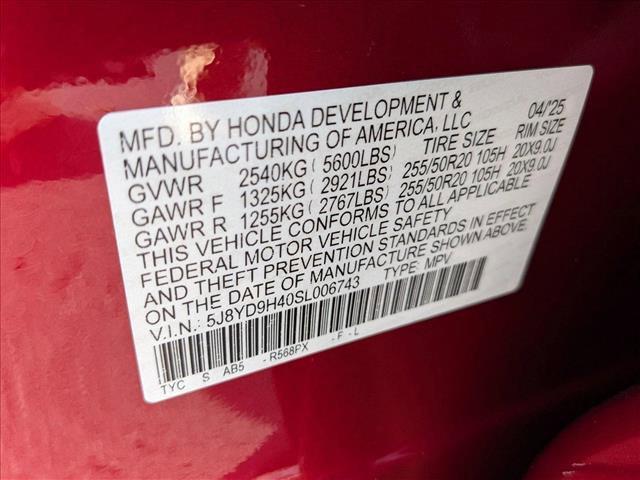 MFD. BY HONDA DEVELOPMENT & 04/'25
MANUFACTURING OF AMERICA, LLC
GVWR 2540KG (5600LBS) TIRE SIZE RIM SIZE
GAWR F 1325KG (2921LBS) 255/50R20 105H 20X9.0J
GAWR R 1255KG (2767LBS) 255/50R20 105H 20X9.0J
THIS VEHICLE CONFORMS TO ALL APPLICABLE
FEDERAL MOTOR VEHICLE SAFETY
AND THEFT PREVENTION STANDARDS IN EFFECT
ON THE DATE OF MANUFACTURE SHOWN ABOVE.
V.I.N.: 5J8YD9H40SL006743 TYPE: MPV
TYC S AB5 - R568PX - F - L